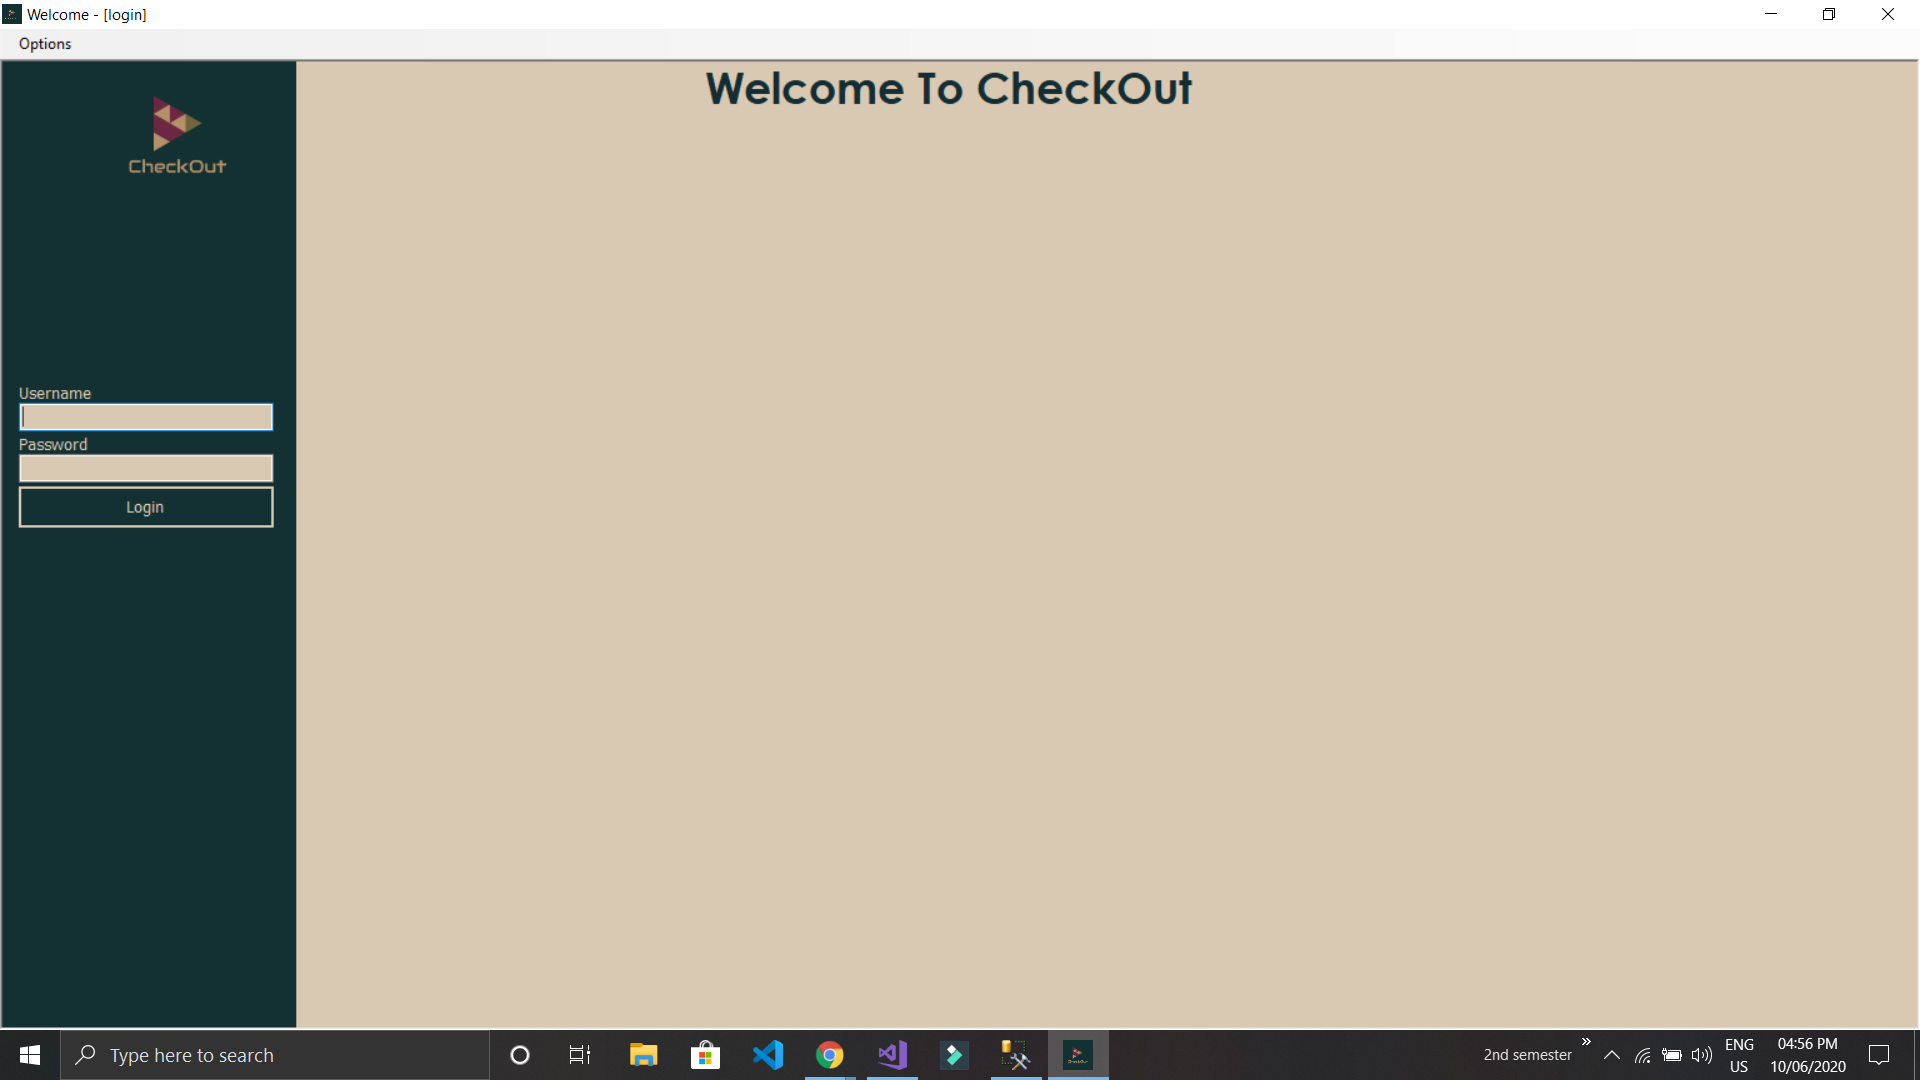 Welcome - [login]
Options
Welcome To CheckOut
CheckOut
Username
Password
Login
Type here to search
2nd semester
ENG
US
04:56 PM
10/06/2020